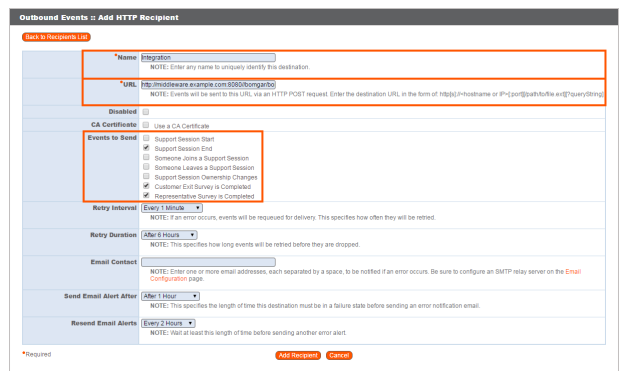 Outbound Events :: Add HTTP Recipient
Back to Recipients List
*Name Integration
NOTE: Enter any name to uniquely identify this destination.
*URL http://middleware.example.com:8080/bomgar/bo
NOTE: Events will be sent to this URL via an HTTP POST request. Enter the destination URL in the form of: http[s]://<hostname or IP>[:port][/path/to/file.ext][?queryString].
Disabled
CA Certificate Use a CA Certificate
Events to Send Support Session Start
Support Session End
Someone Joins a Support Session
Someone Leaves a Support Session
Support Session Ownership Changes
Customer Exit Survey is Completed
Representative Survey is Completed
Retry Interval Every 1 Minute
NOTE: If an error occurs, events will be requeued for delivery. This specifies how often they will be retried.
Retry Duration After 6 Hours
NOTE: This specifies how long events will be retried before they are dropped.
Email Contact
NOTE: Enter one or more email addresses, each separated by a space, to be notified if an error occurs. Be sure to configure an SMTP relay server on the Email
Configuration page.
Send Email Alert After After 1 Hour
NOTE: This specifies the length of time this destination must be in a failure state before sending an error notification email.
Resend Email Alerts Every 2 Hours
NOTE: Wait at least this length of time before sending another error alert.
*Required Add Recipient Cancel